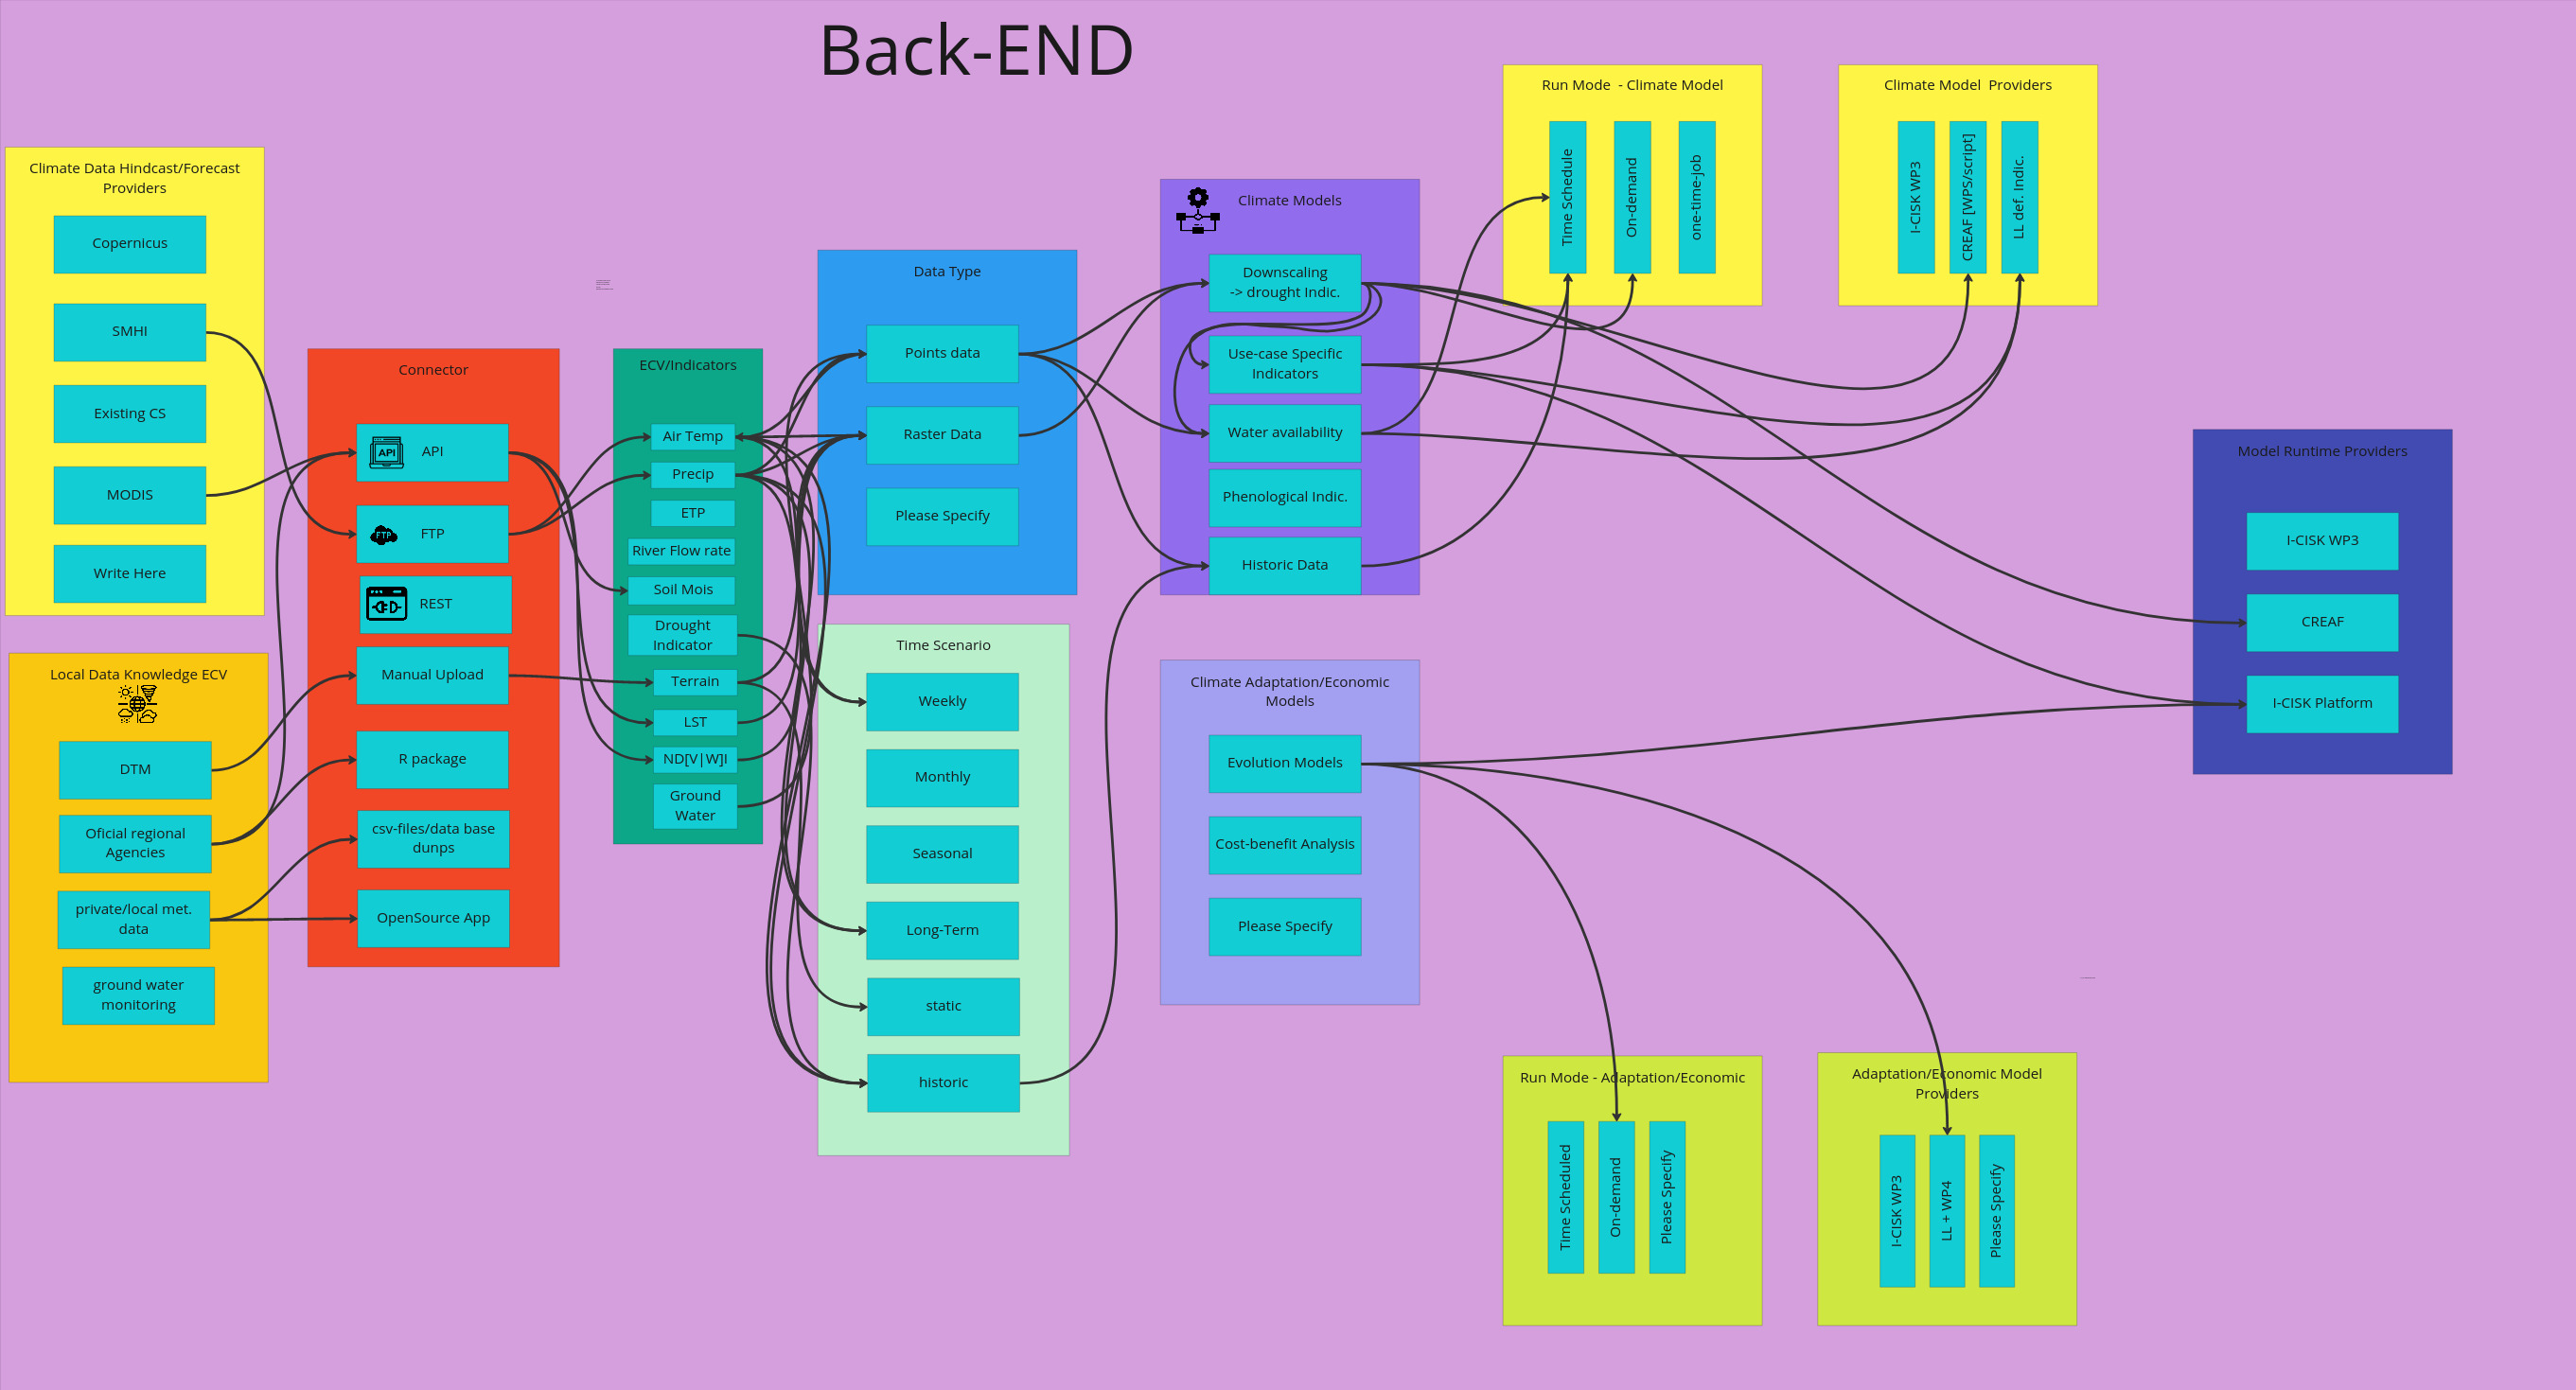 Back-END
Climate Data Hindcast/Forecast
Providers
Copernicus
SMHI
Existing CS
MODIS
Write Here
Local Data Knowledge ECV
DTM
Oficial regional
Agencies
private/local met.
data
ground water
monitoring
Connector
API
API
FTP
FTP
REST
Manual Upload
R package
csv-files/data base
dunps
OpenSource App
ECV/Indicators
Air Temp
Precip
ETP
River Flow rate
Soil Mois
Drought
Indicator
Terrain
LST
ND[V|W]I
Ground
Water
Data Type
Points data
Raster Data
Please Specify
Time Scenario
Weekly
Monthly
Seasonal
Long-Term
static
historic
Climate Models
Downscaling
-> drought Indic.
Use-case Specific
Indicators
Water availability
Phenological Indic.
Historic Data
Climate Adaptation/Economic
Models
Evolution Models
Cost-benefit Analysis
Please Specify
Run Mode - Climate Model
Time Schedule
On-demand
one-time-job
Climate Model Providers
I-CISK WP3
CREAF [WPS/script]
LL def. Indic.
Model Runtime Providers
I-CISK WP3
CREAF
I-CISK Platform
Run Mode - Adaptation/Economic
Time Scheduled
On-demand
Please Specify
Adaptation/Economic Model
Providers
I-CISK WP3
LL + WP4
Please Specify